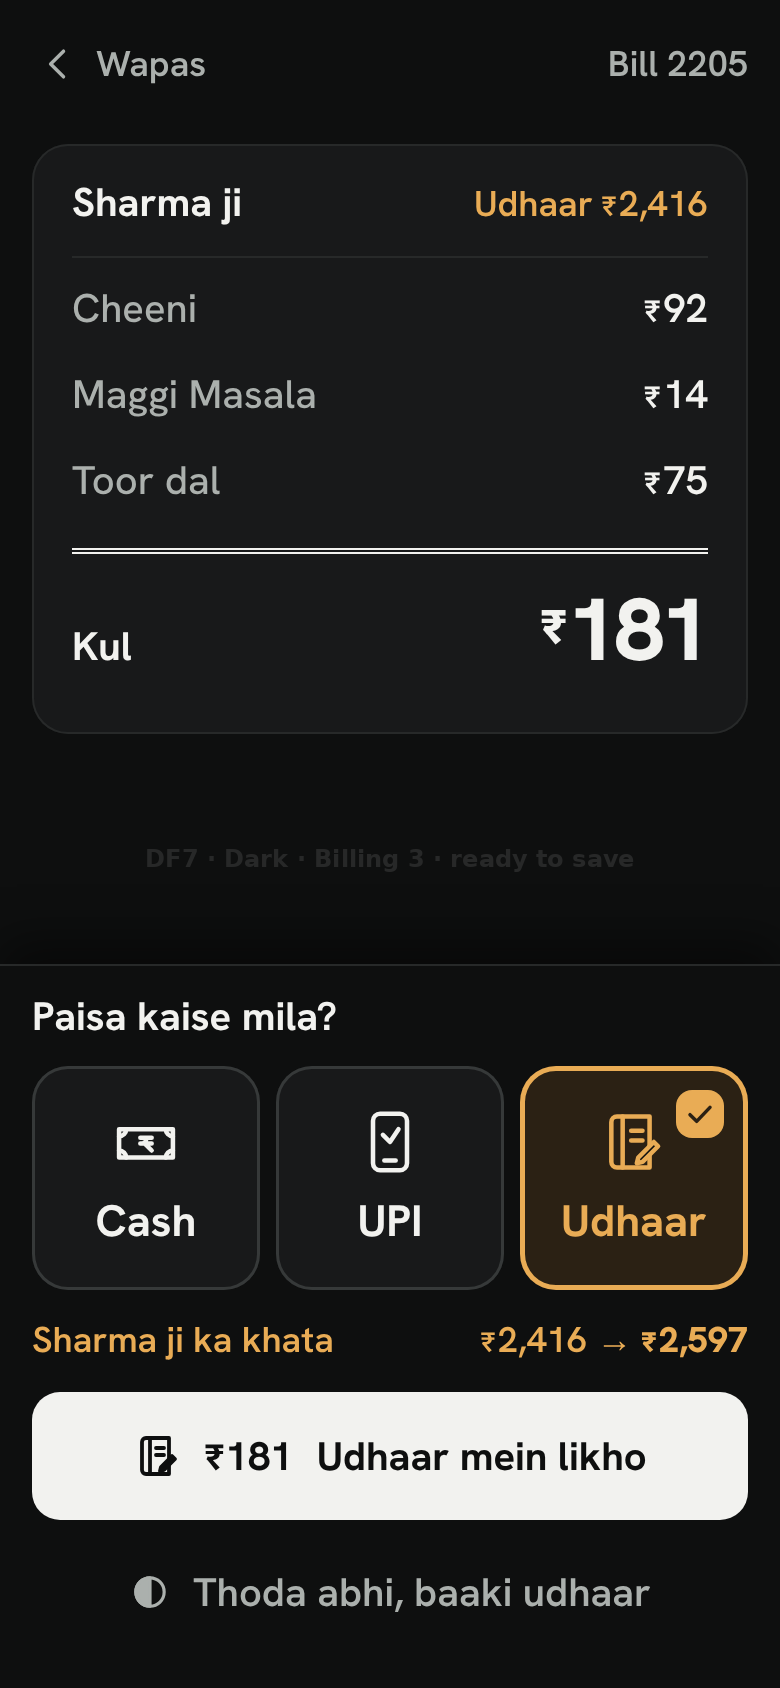 Wapas Bill 2205
Sharma ji Udhaar ₹2,416
Cheeni ₹92
Maggi Masala ₹14
Toor dal ₹75
Kul ₹181
DF7 · Dark · Billing 3 · ready to save
Paisa kaise mila?
Cash UPI Udhaar
Sharma ji ka khata ₹2,416 → ₹2,597
₹181 Udhaar mein likho
Thoda abhi, baaki udhaar